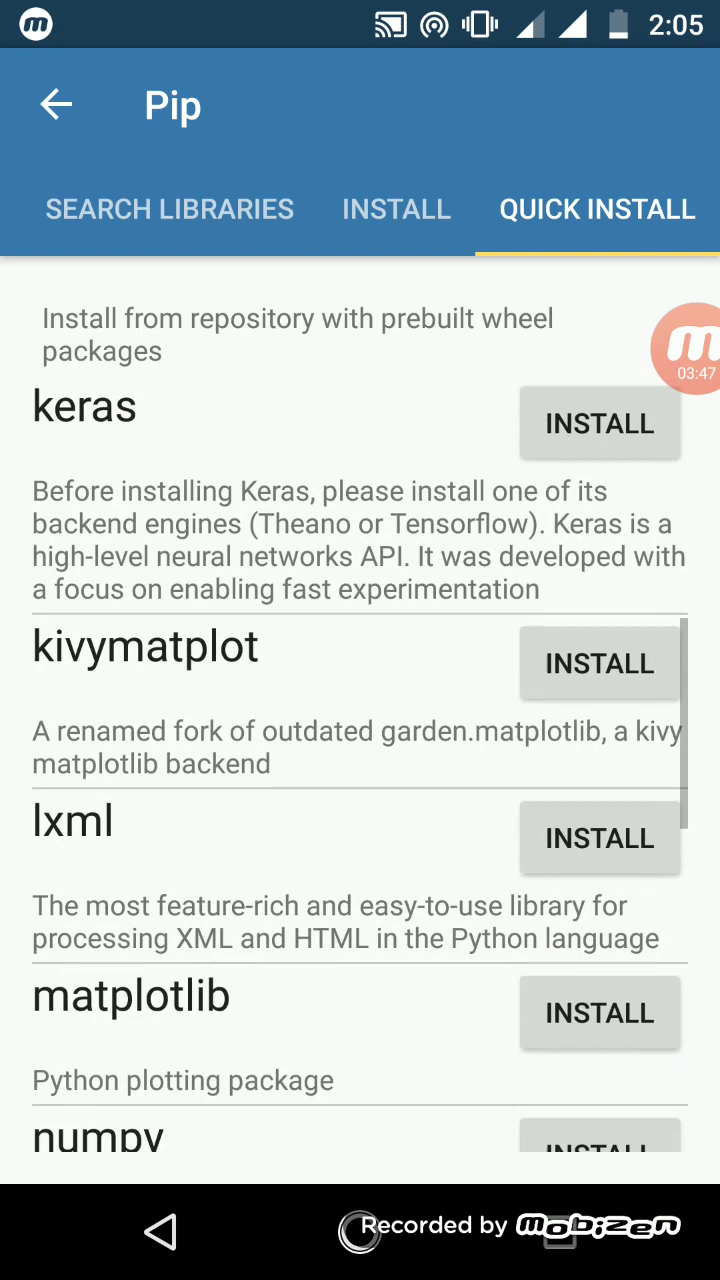 2:05
Pip
SEARCH LIBRARIES INSTALL QUICK INSTALL
Install from repository with prebuilt wheel
packages
03:47
keras
INSTALL
Before installing Keras, please install one of its
backend engines (Theano or Tensorflow). Keras is a
high-level neural networks API. It was developed with
a focus on enabling fast experimentation
kivymatplot
INSTALL
A renamed fork of outdated garden.matplotlib, a kivy
matplotlib backend
lxml
INSTALL
The most feature-rich and easy-to-use library for
processing XML and HTML in the Python language
matplotlib
INSTALL
Python plotting package
numpy
INSTALL
Recorded by mobizen